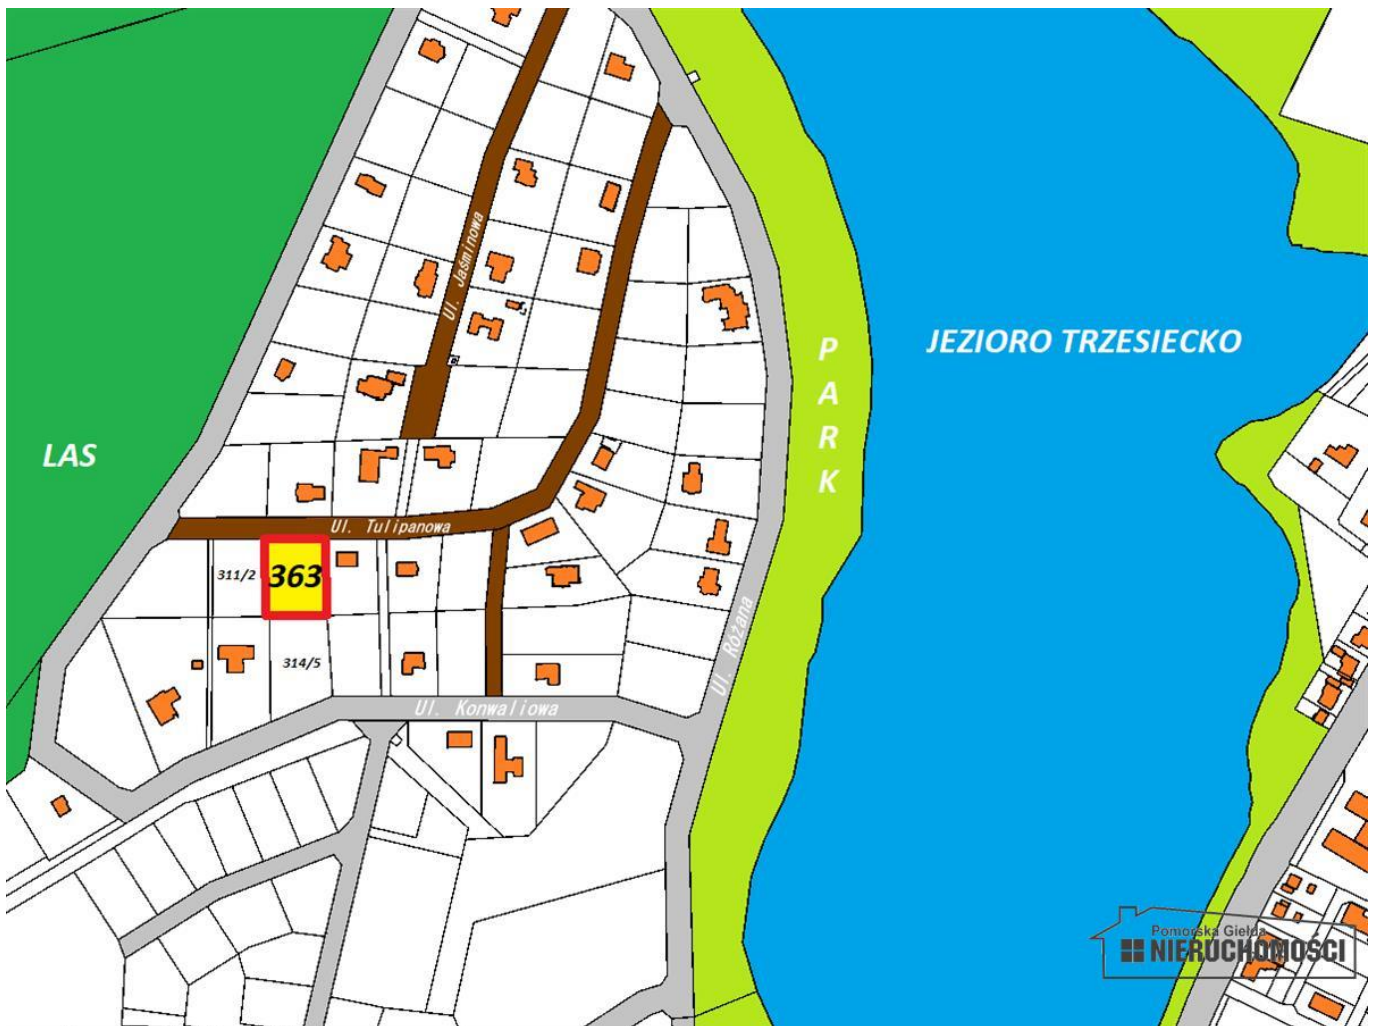 Ul. Jaśminowa
P
A
R
K
JEZIORO TRZESIECKO
LAS
Ul. Tulipanowa
311/2
363
314/5
Ul. Różana
Ul. Konwaliowa
Pomorska Giełda
NIERUCHOMOŚCI